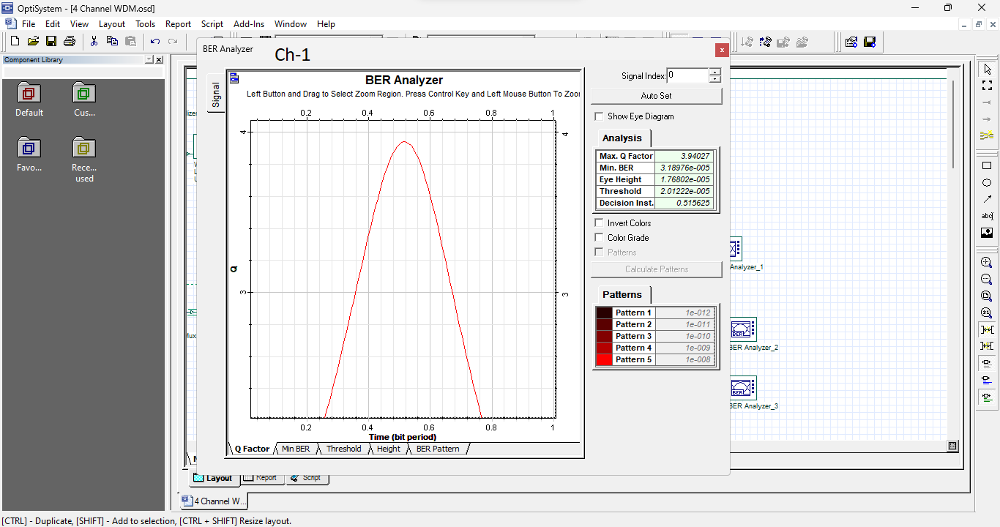 OptiSystem - [4 Channel WDM.osd]
File Edit View Layout Tools Report Script Add-Ins Window Help
Component Library
Default
Cus...
Favo...
Rece...
used
BER Analyzer
Ch-1
Signal
BER Analyzer
Left Button and Drag to Select Zoom Region. Press Control Key and Left Mouse Button To Zoo
0.2 0.4 0.6 0.8 1
4 4
Q
3 3
0.2 0.4 0.6 0.8 1
Time (bit period)
Q Factor Min BER Threshold Height BER Pattern
Signal Index: 0
Auto Set
Show Eye Diagram
Analysis
Max. Q Factor 3.94027
Min. BER 3.18976e-005
Eye Height 1.76802e-005
Threshold 2.01222e-005
Decision Inst. 0.515625
Invert Colors
Color Grade
Patterns
Calculate Patterns
Patterns
Pattern 1 1e-012
Pattern 2 1e-011
Pattern 3 1e-010
Pattern 4 1e-009
Pattern 5 1e-008
Analyzer_1
BER
BER Analyzer_2
BER
BER Analyzer_3
lize
Mux
Layout Report Script
4 Channel W...
[CTRL] - Duplicate, [SHIFT] - Add to selection, [CTRL + SHIFT] Resize layout.